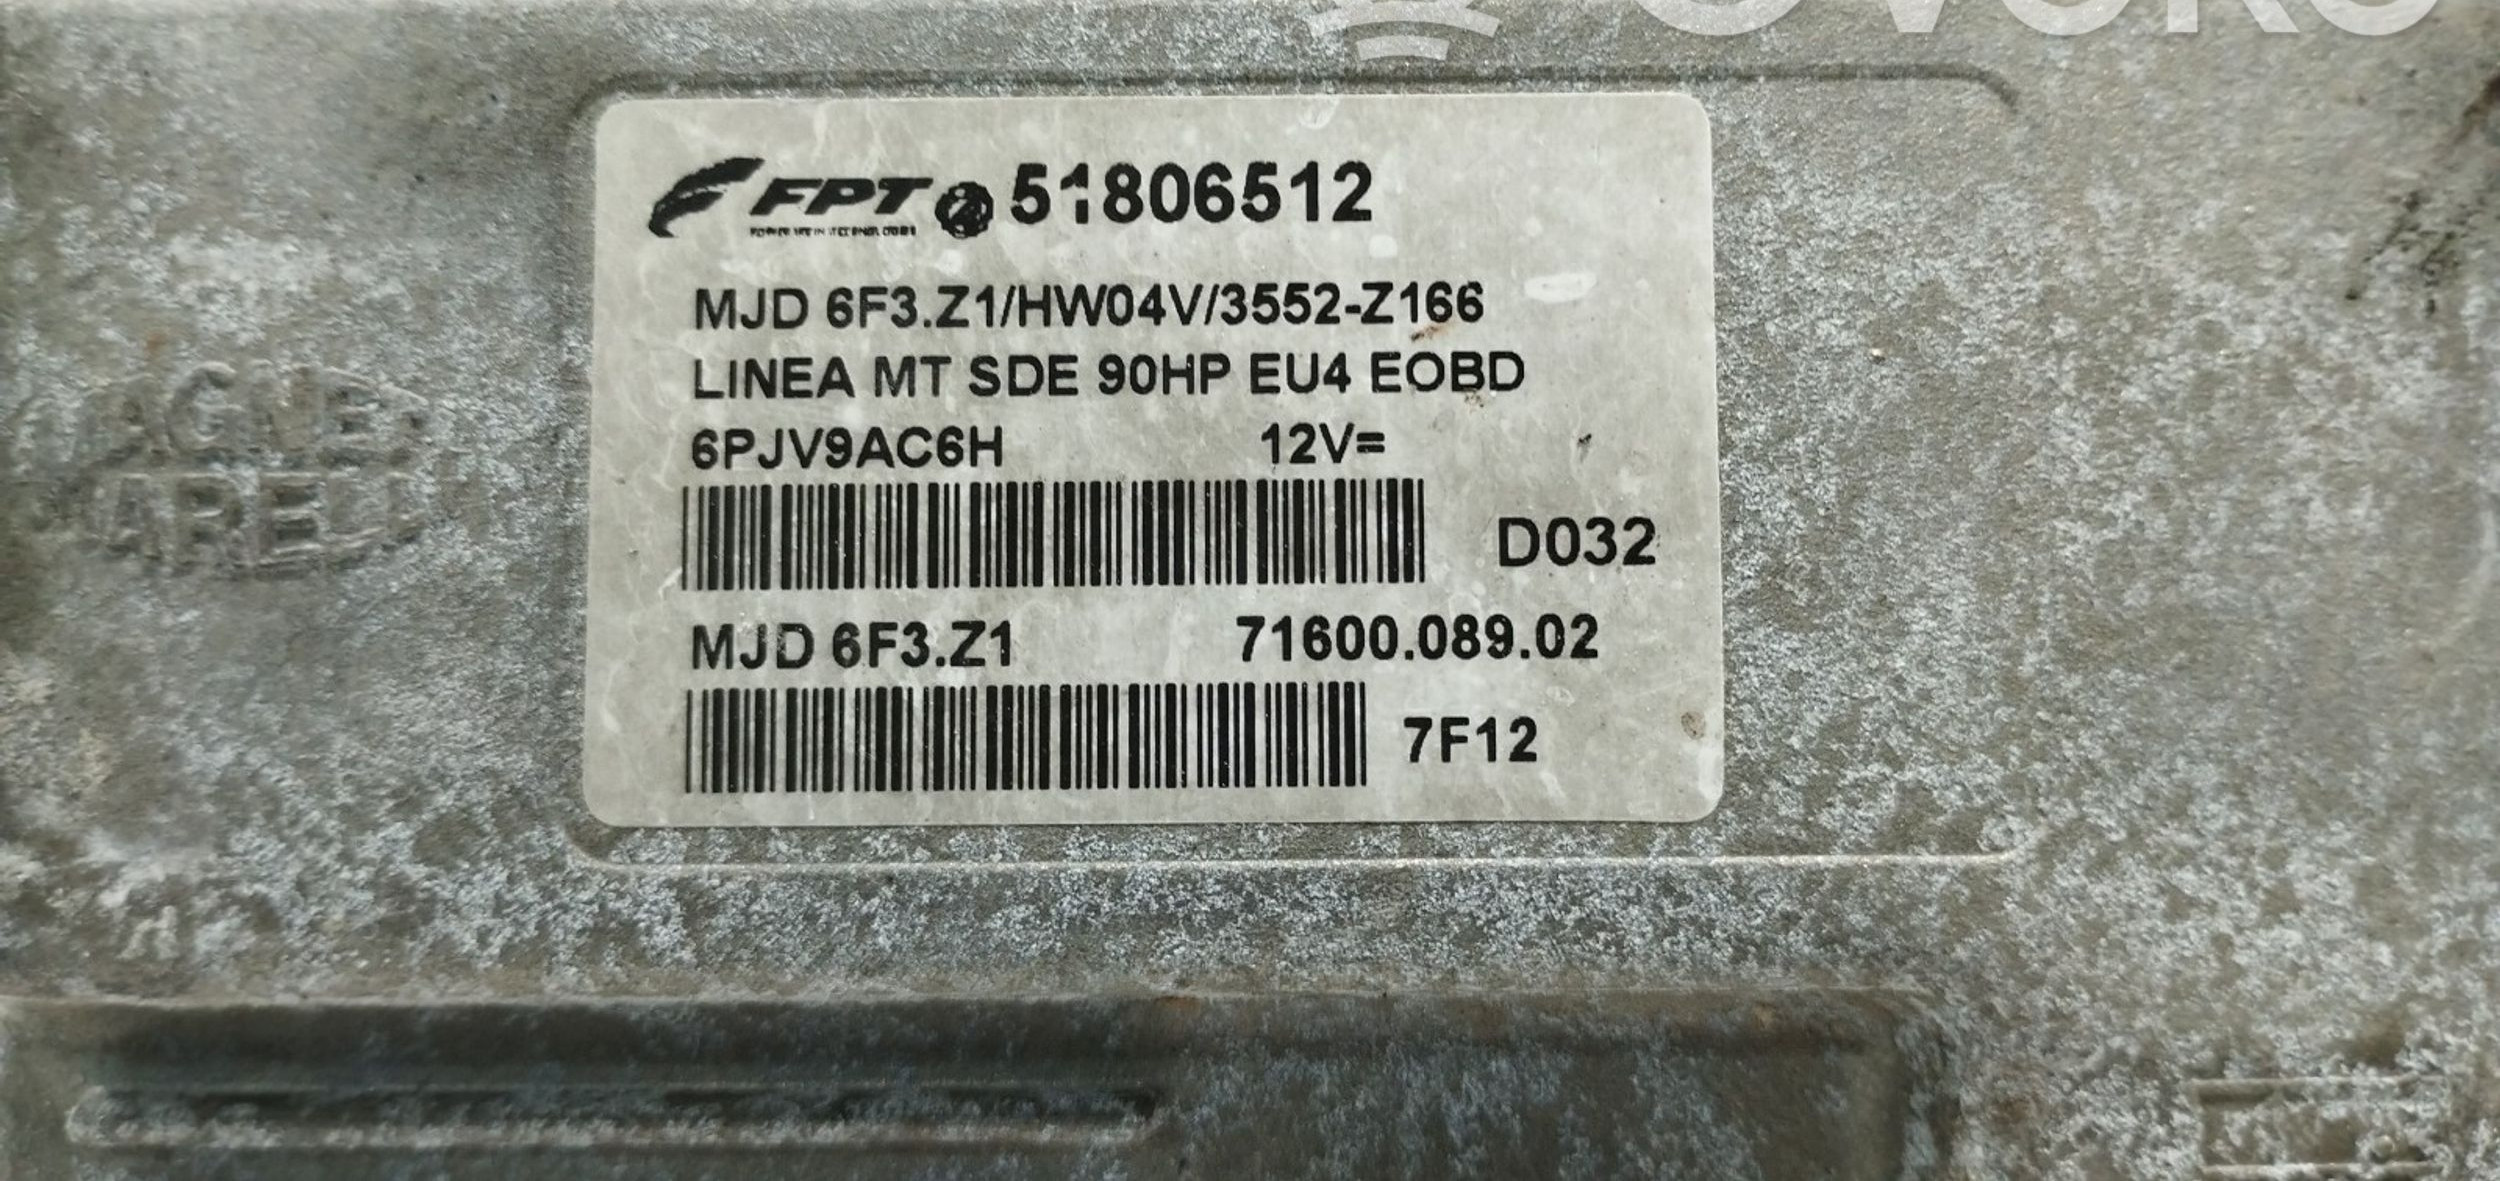 OVOKO
FPT 51806512
MJD 6F3.Z1/HW04V/3552-Z166
LINEA MT SDE 90HP EU4 EOBD
6PJV9AC6H 12V=
D032
MJD 6F3.Z1 71600.089.02
7F12